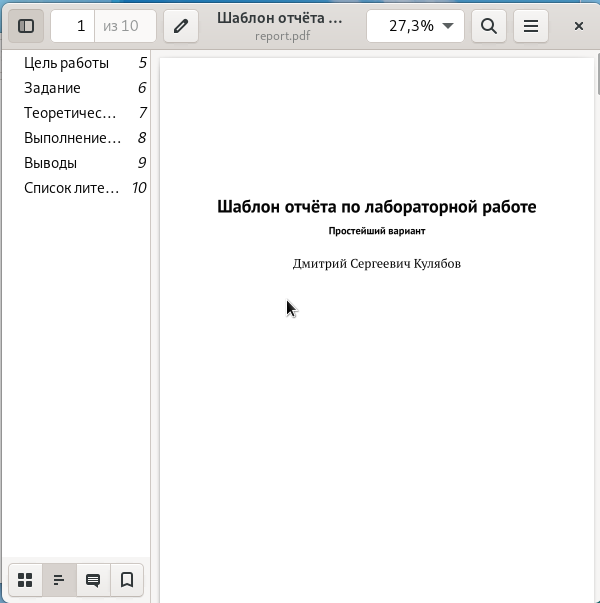 1 из 10
Шаблон отчёта ...
report.pdf
27,3%
Цель работы 5
Задание 6
Теоретичес... 7
Выполнение... 8
Выводы 9
Список лите... 10
Шаблон отчёта по лабораторной работе
Простейший вариант
Дмитрий Сергеевич Кулябов